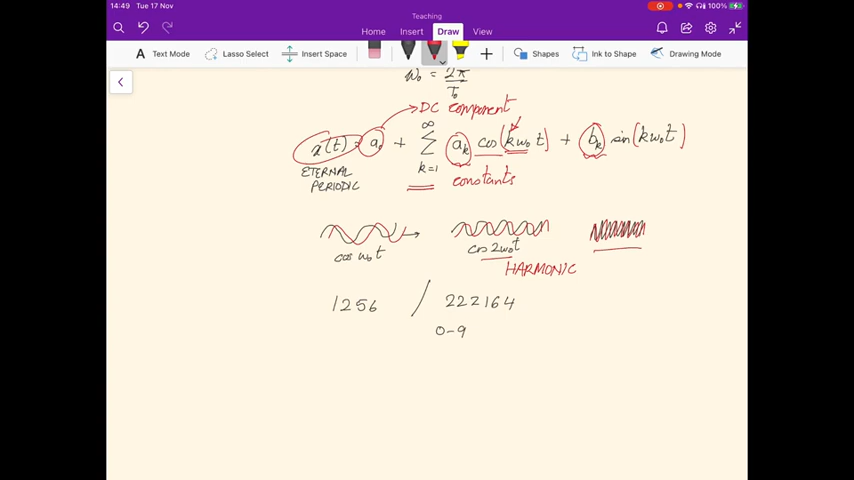 14:49 Tue 17 Nov
Teaching
100%
Home Insert Draw View
A Text Mode Lasso Select Insert Space Shapes Ink to Shape Drawing Mode
ω₀ = 2π/T₀
DC component
x(t) = a₀ + ∞ Σ k=1 aₖ cos(kω₀t) + bₖ sin(kω₀t)
ETERNAL
PERIODIC
constants
cos ω₀t
cos 2ω₀t
HARMONIC
1256 / 222164
0-9